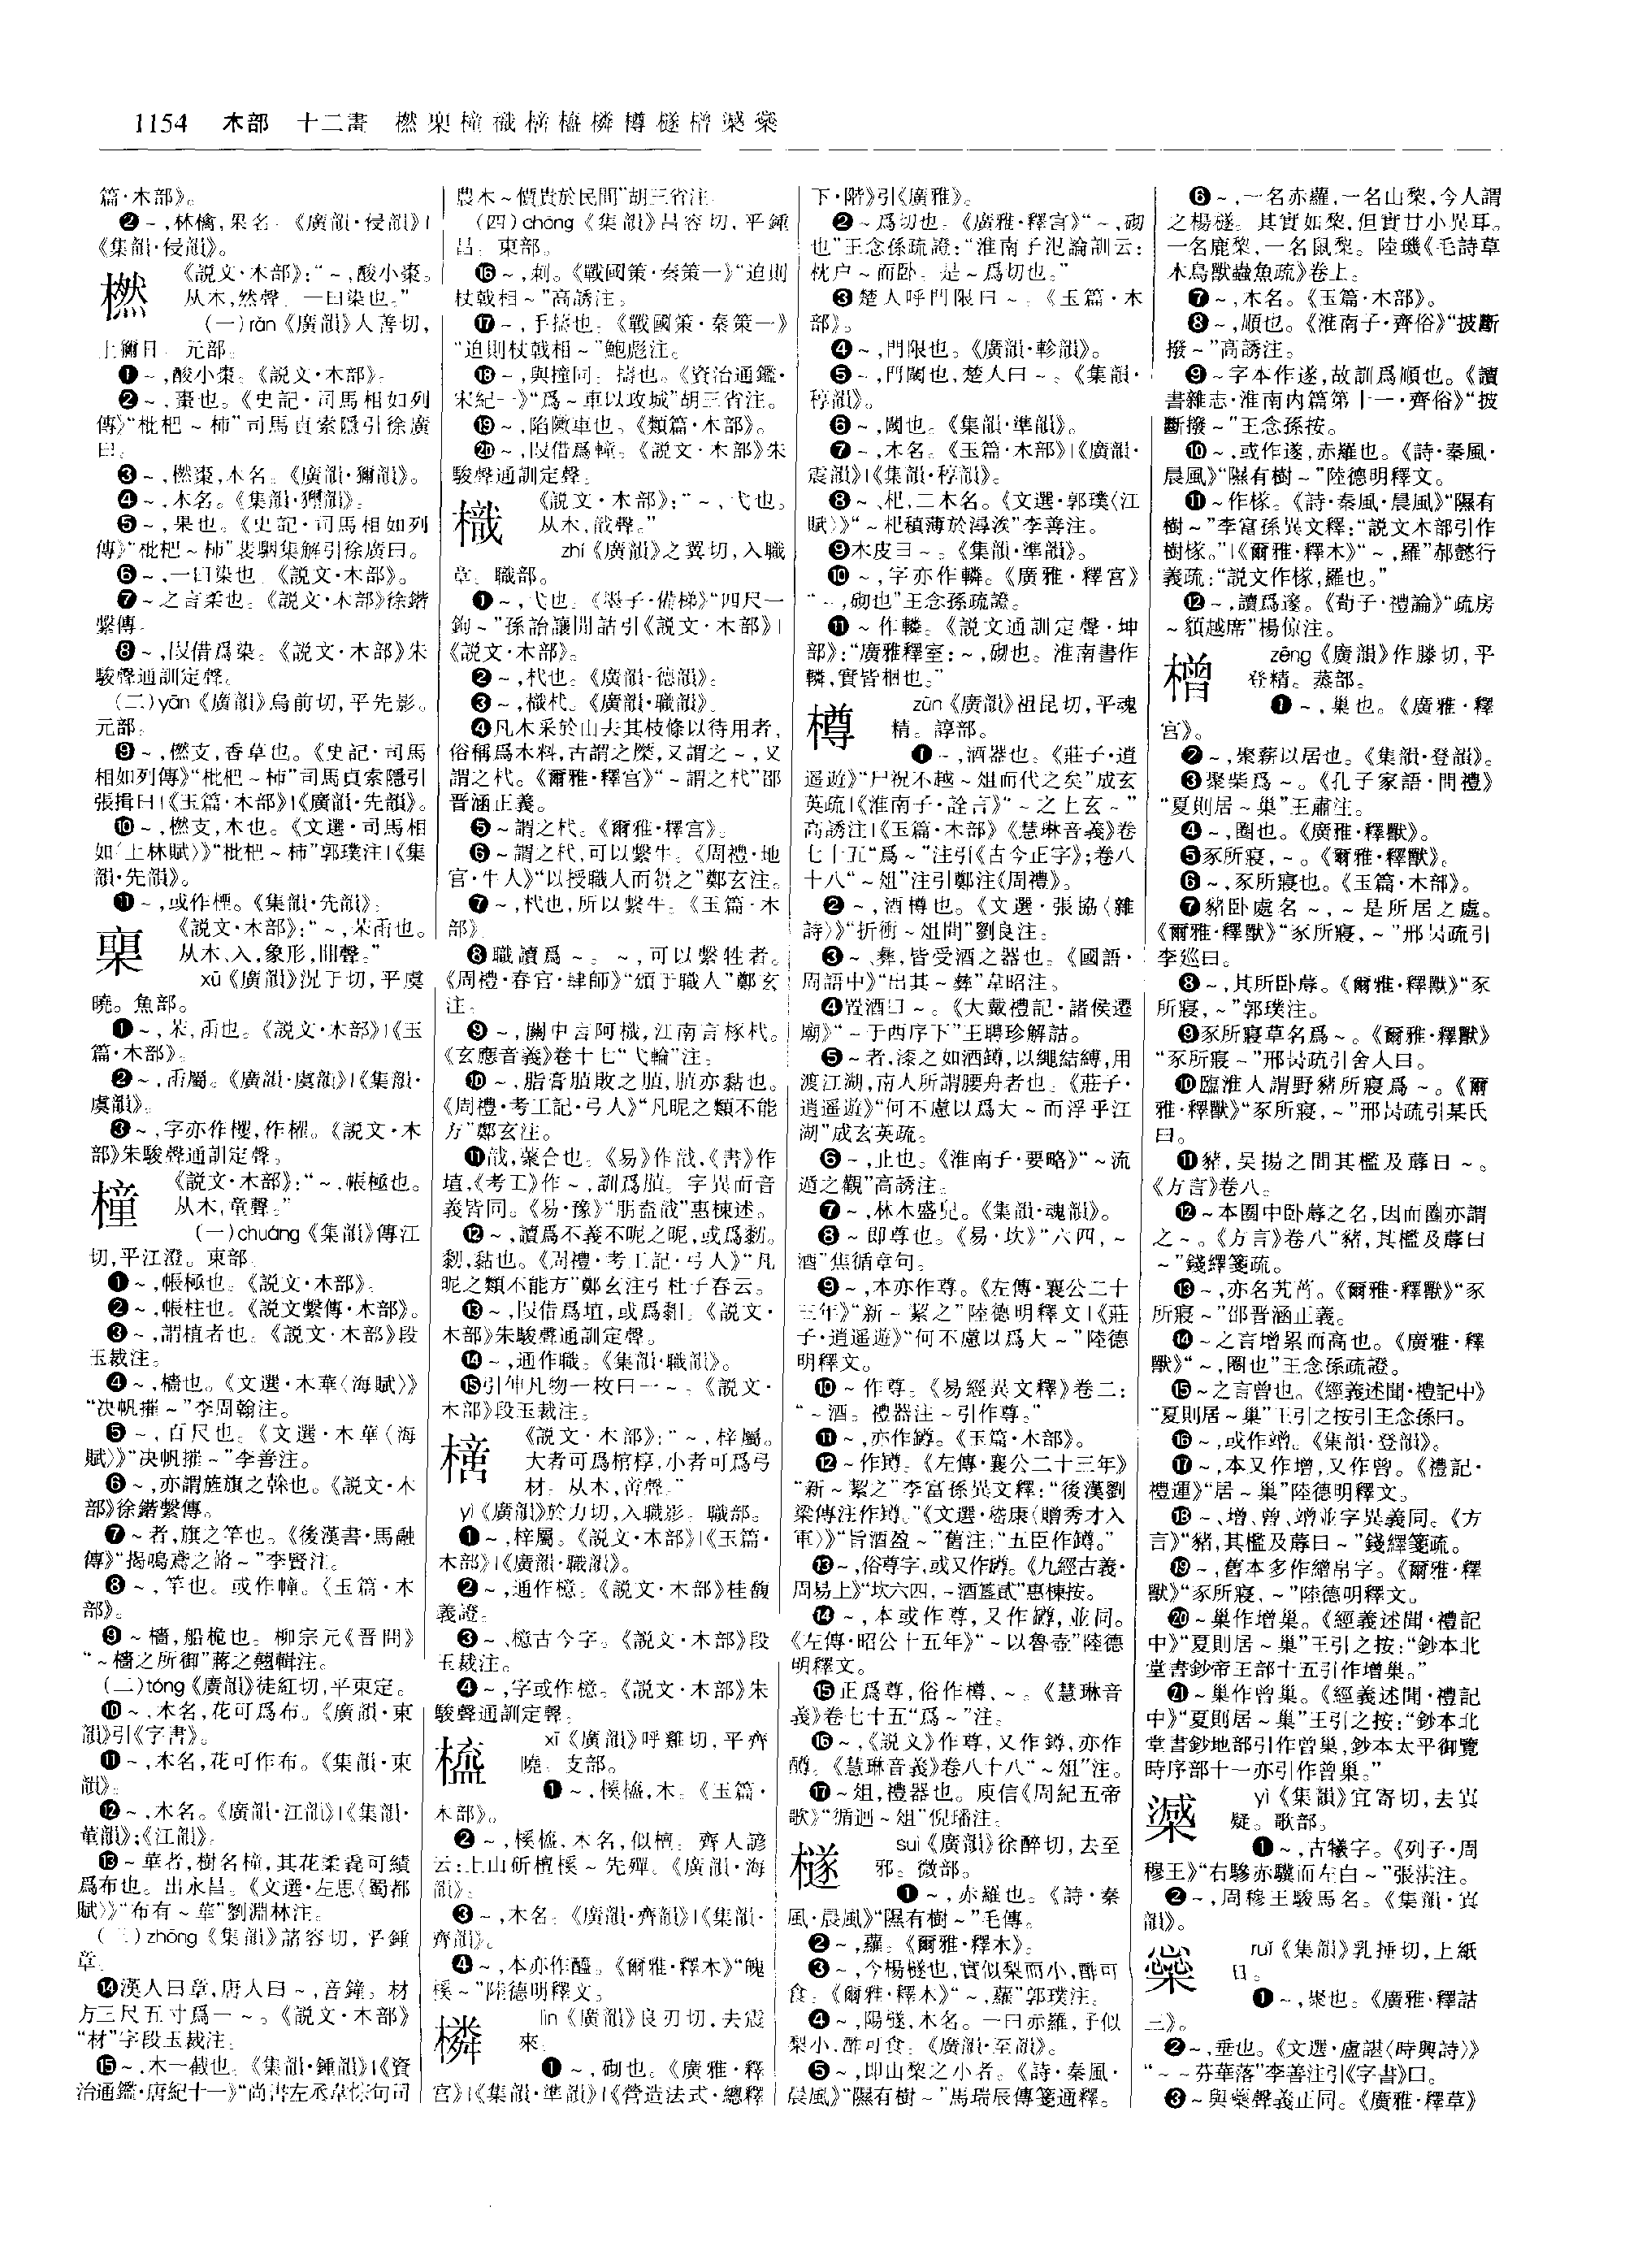 1154 木部 十二畫 橪 㮯 橦 樴 檍 橀 橉 樽 檖 橧 橤
篇·木部》。
❷~,林檎,果名。《廣韻·侵韻》|
《集韻·侵韻》。
橪 《説文·木部》:“~,酸小棗。
从木,然聲。一曰染也。”
(一)rǎn《廣韻》人善切,
上獮日。元部。
❶~,酸小棗。《説文·木部》。
❷~,棗也。《史記·司馬相如列
傳》“枇杷~柿”司馬貞索隱引徐廣
曰。
❸~,橪棗,木名。《廣韻·獮韻》。
❹~,木名。《集韻·獮韻》。
❺~,果也。《史記·司馬相如列
傳》“枇杷~柿”裴駰集解引徐廣曰。
❻~,一曰染也。《説文·木部》。
❼~之言柔也。《説文·木部》徐鍇
繫傳。
❽~,叚借爲染。《説文·木部》朱
駿聲通訓定聲。
(二)yān《廣韻》烏前切,平先影。
元部。
❾~,橪支,香草也。《史記·司馬
相如列傳》“枇杷~柿”司馬貞索隱引
張揖曰|《玉篇·木部》|《廣韻·先韻》。
❿~,橪支,木也。《文選·司馬相
如〈上林賦〉》“枇杷~柿”郭璞注|《集
韻·先韻》。
⓫~,或作㮟。《集韻·先韻》。
《説文·木部》:“~,䒷臿也。
从木、入,象形,䀠聲。”
xū《廣韻》況于切,平虞
曉。魚部。
❶~,䒷,臿也。《説文·木部》|《玉
篇·木部》。
❷~,臿屬。《廣韻·虞韻》|《集韻·
虞韻》。
❸~,字亦作㰭,作欋。《説文·木
部》朱駿聲通訓定聲。
橦 《説文·木部》:“~,帳極也。
从木,童聲。”
(一)chuáng《集韻》傳江
切,平江澄。東部。
❶~,帳極也。《説文·木部》。
❷~,帳柱也。《説文繫傳·木部》。
❸~,謂植者也。《説文·木部》段
玉裁注。
❹~,檣也。《文選·木華〈海賦〉》
“决帆摧~”李周翰注。
❺~,百尺也。《文選·木華〈海
賦〉》“决帆摧~”李善注。
❻~,亦謂旌旗之榦也。《説文·木
部》徐鍇繫傳。
❼~者,旗之竿也。《後漢書·馬融
傳》“揭鳴鳶之脩~”李賢注。
❽~,竿也。或作㠉。《玉篇·木
部》。
❾~檣,船桅也。柳宗元《晋問》
“~檣之所御”蔣之翹輯注。
(二)tóng《廣韻》徒紅切,平東定。
❿~,木名,花可爲布。《廣韻·東
韻》引《字書》。
⓫~,木名,花可作布。《集韻·東
韻》。
⓬~,木名。《廣韻·江韻》|《集韻·
董韻》;《江韻》。
⓭~華者,樹名橦,其花柔毳可績
爲布也。出永昌。《文選·左思〈蜀都
賦〉》“布有~華”劉淵林注。
(三)zhōng《集韻》諸容切,平鍾
章。
⓮漢人曰章,唐人曰~,音鐘。材
方三尺五寸爲一~。《説文·木部》
“材”字段玉裁注。
⓯~,木一截也。《集韻·鍾韻》|《資
治通鑑·唐紀十一》“尚書左丞韋悰句司
農木~價貴於民間”胡三省注。
(四)chōng《集韻》昌容切,平鍾
昌。東部。
⓰~,刺。《戰國策·秦策一》“迫則
杖戟相~”高誘注。
⓱~,手擣也。《戰國策·秦策一》
“迫則杖戟相~”鮑彪注。
⓲~,與撞同。擣也。《資治通鑑·
宋紀一》“爲~車以攻城”胡三省注。
⓳~,陷敶車也。《類篇·木部》。
⓴~,叚借爲䡴。《説文·木部》朱
駿聲通訓定聲。
樴 《説文·木部》:“~,弋也。
从木,戠聲。”
zhí《廣韻》之翼切,入職
章。職部。
❶~,弋也。《墨子·備梯》“四尺一
鉤~”孫詒讓閒詁引《説文·木部》|
《説文·木部》。
❷~,杙也。《廣韻·德韻》。
❸~,樴杙。《廣韻·職韻》。
❹凡木采於山去其枝條以待用者,
俗稱爲木料,古謂之榤,又謂之~,又
謂之杙。《爾雅·釋宫》“~謂之杙”邵
晋涵正義。
❺~謂之杙。《爾雅·釋宫》。
❻~謂之杙,可以繫牛。《周禮·地
官·牛人》“以授職人而芻之”鄭玄注。
❼~,杙也,所以繫牛。《玉篇·木
部》。
❽職讀爲~。~,可以繫牲者。
《周禮·春官·肆師》“頒于職人”鄭玄
注。
❾~,關中言阿樴,江南言椓杙。
《玄應音義》卷十七“弋輪”注。
❿~,脂膏䐈敗之䐈,䐈亦黏也。
《周禮·考工記·弓人》“凡昵之類不能
方”鄭玄注。
⓫戠,藂合也。《易》作戠,《書》作
埴,《考工》作~,訓爲䐈。字異而音
義皆同。《易·豫》“朋盍戠”惠棟述。
⓬~,讀爲不義不昵之昵,或爲䵒。
䵒,黏也。《周禮·考工記·弓人》“凡
昵之類不能方”鄭玄注引杜子春云。
⓭~,叚借爲埴,或爲䵒。《説文·
木部》朱駿聲通訓定聲。
⓮~,通作職。《集韻·職韻》。
⓯引伸凡物一枚曰一~。《説文·
木部》段玉裁注。
《説文·木部》:“~,梓屬。
大者可爲棺椁,小者可爲弓
材。从木,啻聲。”
yì《廣韻》於力切,入職影。職部。
❶~,梓屬。《説文·木部》|《玉篇·
木部》|《廣韻·職韻》。
❷~,通作檍。《説文·木部》桂馥
義證。
❸~、檍古今字。《説文·木部》段
玉裁注。
❹~,字或作檍。《説文·木部》朱
駿聲通訓定聲。
xī《廣韻》呼雞切,平齊
曉。支部。
❶~,榽橀,木。《玉篇·
木部》。
❷~,榽橀,木名,似檀。齊人諺
云:上山斫檀榽~先殫。《廣韻·海
韻》。
❸~,木名。《廣韻·齊韻》|《集韻·
齊韻》。
❹~,本亦作醯。《爾雅·釋木》“魄
榽~”陸德明釋文。
橉 lìn《廣韻》良刃切,去震
來。
❶~,砌也。《廣雅·釋
宫》|《集韻·準韻》|《營造法式·總釋
下·階》引《廣雅》。
❷~爲切也。《廣雅·釋宫》“~,砌
也”王念孫疏證:“淮南子氾論訓云:
枕户~而卧。是~爲切也。”
❸楚人呼門限曰~。《玉篇·木
部》。
❹~,門限也。《廣韻·軫韻》。
❺~,門閾也,楚人曰~。《集韻·
稕韻》。
❻~,閾也。《集韻·準韻》。
❼~,木名。《玉篇·木部》|《廣韻·
震韻》|《集韻·稕韻》。
❽~、杞,二木名。《文選·郭璞〈江
賦〉》“~杞稹薄於潯涘”李善注。
❾木皮曰~。《集韻·準韻》。
❿~,字亦作轔。《廣雅·釋宫》
“~,砌也”王念孫疏證。
⓫~作轔。《説文通訓定聲·坤
部》:“廣雅釋室:~,砌也。淮南書作
轔,實皆梱也。”
樽 zūn《廣韻》祖昆切,平魂
精。諄部。
❶~,酒器也。《莊子·逍
遥遊》“尸祝不越~俎而代之矣”成玄
英疏|《淮南子·詮言》“~之上玄~”
高誘注|《玉篇·木部》《慧琳音義》卷
七十五“爲~”注引《古今正字》;卷八
十八“~俎”注引鄭注《周禮》。
❷~,酒樽也。《文選·張協〈雜
詩〉》“折衝~俎間”劉良注。
❸~、彝,皆受酒之器也。《國語·
周語中》“出其~彝”韋昭注。
❹置酒曰~。《大戴禮記·諸侯遷
廟》“~于西序下”王聘珍解詁。
❺~者,漆之如酒罇,以繩結縛,用
渡江湖,南人所謂腰舟者也。《莊子·
逍遥遊》“何不慮以爲大~而浮乎江
湖”成玄英疏。
❻~,止也。《淮南子·要略》“~流
遁之觀”高誘注。
❼~,林木盛皃。《集韻·魂韻》。
❽~即尊也。《易·坎》“六四,~
酒”焦循章句。
❾~,本亦作尊。《左傳·襄公二十
三年》“新~絜之”陸德明釋文|《莊
子·逍遥遊》“何不慮以爲大~”陸德
明釋文。
❿~作尊。《易經異文釋》卷二:
“~酒。禮器注~引作尊。”
⓫~,亦作罇。《玉篇·木部》。
⓬~作墫。《左傳·襄公二十三年》
“新~絜之”李富孫異文釋:“後漢劉
梁傳注作墫。”《文選·嵇康〈贈秀才入
軍〉》“旨酒盈~”舊注:“五臣作罇。”
⓭~,俗尊字,或又作罇。《九經古義·
周易上》“坎六四,~酒簋貳”惠棟按。
⓮~,本或作尊,又作罇,並同。
《左傳·昭公十五年》“~以魯壺”陸德
明釋文。
⓯正爲尊,俗作樽、~。《慧琳音
義》卷七十五“爲~”注。
⓰~,《説文》作尊,又作鐏,亦作
㽀。《慧琳音義》卷八十八“~俎”注。
⓱~俎,禮器也。庾信《周紀五帝
歌》“循迴~俎”倪璠注。
檖 suì《廣韻》徐醉切,去至
邪。微部。
❶~,赤羅也。《詩·秦
風·晨風》“隰有樹~”毛傳。
❷~,蘿。《爾雅·釋木》。
❸~,今楊檖也,實似梨而小,酢可
食。《爾雅·釋木》“~,蘿”郭璞注。
❹~,陽檖,木名。一曰赤羅,子似
梨小,酢可食。《廣韻·至韻》。
❺~,即山梨之小者。《詩·秦風·
晨風》“隰有樹~”馬瑞辰傳箋通釋。
❻~,一名赤蘿,一名山棃,今人謂
之楊檖。其實如棃,但實甘小異耳。
一名鹿棃,一名鼠棃。陸璣《毛詩草
木鳥獸蟲魚疏》卷上。
❼~,木名。《玉篇·木部》。
❽~,順也。《淮南子·齊俗》“披斷
撥~”高誘注。
❾~字本作遂,故訓爲順也。《讀
書雜志·淮南内篇第十一·齊俗》“披
斷撥~”王念孫按。
❿~,或作遂,赤羅也。《詩·秦風·
晨風》“隰有樹~”陸德明釋文。
⓫~作㯌。《詩·秦風·晨風》“隰有
樹~”李富孫異文釋:“説文木部引作
樹㯌。”|《爾雅·釋木》“~,羅”郝懿行
義疏:“説文作㯌,羅也。”
⓬~,讀爲邃。《荀子·禮論》“疏房
~䫉越席”楊倞注。
橧 zēng《廣韻》作滕切,平
登精。蒸部。
❶~,巢也。《廣雅·釋
宫》。
❷~,聚薪以居也。《集韻·登韻》。
❸聚柴爲~。《孔子家語·問禮》
“夏則居~巢”王肅注。
❹~,圈也。《廣雅·釋獸》。
❺豕所寢,~。《爾雅·釋獸》。
❻~,豕所寢也。《玉篇·木部》。
❼豬卧處名~,~是所居之處。
《爾雅·釋獸》“豕所寢,~”邢昺疏引
李巡曰。
❽~,其所卧蓐。《爾雅·釋獸》“豕
所寢,~”郭璞注。
❾豕所寢草名爲~。《爾雅·釋獸》
“豕所寢~”邢昺疏引舍人曰。
❿臨淮人謂野豬所寢爲~。《爾
雅·釋獸》“豕所寢,~”邢昺疏引某氏
曰。
⓫豬,吴揚之間其檻及蓐曰~。
《方言》卷八。
⓬~本圈中卧蓐之名,因而圈亦謂
之~。《方言》卷八“豬,其檻及蓐曰
~”錢繹箋疏。
⓭~,亦名艽芮。《爾雅·釋獸》“豕
所寢~”邵晋涵正義。
⓮~之言增累而高也。《廣雅·釋
獸》“~,圈也”王念孫疏證。
⓯~之言曾也。《經義述聞·禮記中》
“夏則居~巢”王引之按引王念孫曰。
⓰~,或作竲。《集韻·登韻》。
⓱~,本又作增,又作曾。《禮記·
禮運》“居~巢”陸德明釋文。
⓲~、增、曾、竲並字異義同。《方
言》“豬,其檻及蓐曰~”錢繹箋疏。
⓳~,舊本多作繒帛字。《爾雅·釋
獸》“豕所寢,~”陸德明釋文。
⓴~巢作增巢。《經義述聞·禮記
中》“夏則居~巢”王引之按:“鈔本北
堂書鈔帝王部十五引作增巢。”
㉑~巢作曾巢。《經義述聞·禮記
中》“夏則居~巢”王引之按:“鈔本北
堂書鈔地部引作曾巢,鈔本太平御覽
時序部十一亦引作曾巢。”
yì《集韻》宜寄切,去寘
疑。歌部。
❶~,古㸑字。《列子·周
穆王》“右驂赤驥而左白~”張湛注。
❷~,周穆王駿馬名。《集韻·寘
韻》。
橤 ruǐ《集韻》乳捶切,上紙
日。
❶~,聚也。《廣雅·釋詁
三》。
❷~,垂也。《文選·盧諶〈時興詩〉》
“~~芬華落”李善注引《字書》曰。
❸~與蘂聲義正同。《廣雅·釋草》